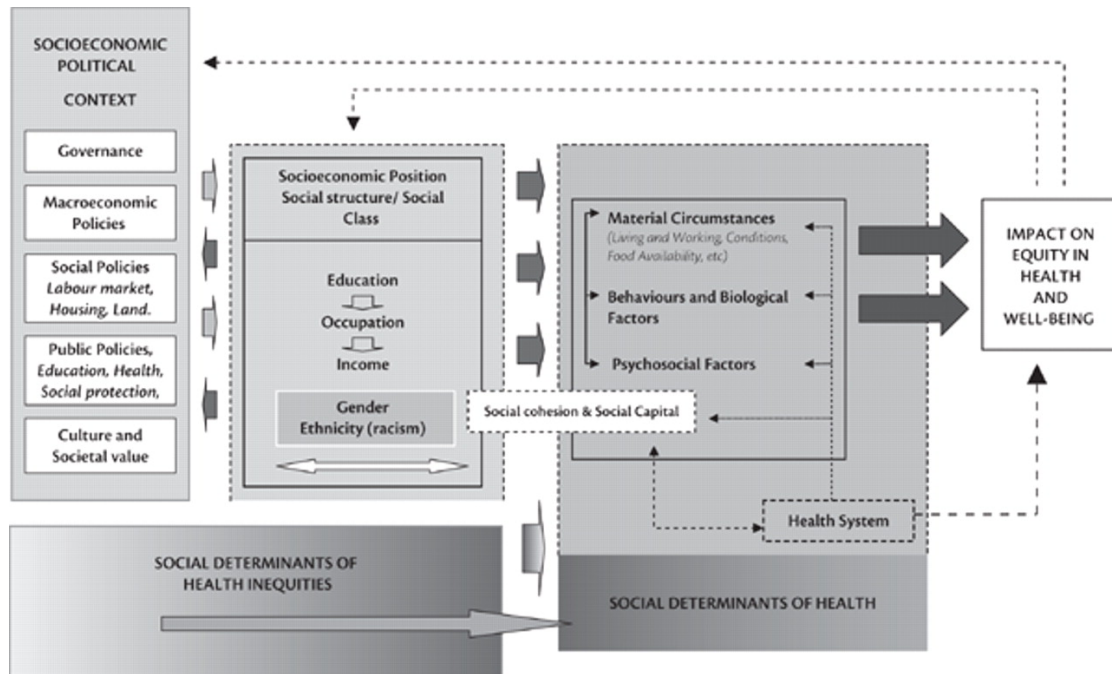 SOCIOECONOMIC
POLITICAL
CONTEXT
Governance
Macroeconomic
Policies
Social Policies
Labour market,
Housing, Land.
Public Policies,
Education, Health,
Social protection,
Culture and
Societal value
Socioeconomic Position
Social structure/ Social
Class
Education
Occupation
Income
Gender
Ethnicity (racism)
Social cohesion & Social Capital
Material Circumstances
(Living and Working, Conditions,
Food Availability, etc)
Behaviours and Biological
Factors
Psychosocial Factors
Health System
IMPACT ON
EQUITY IN
HEALTH
AND
WELL-BEING
SOCIAL DETERMINANTS OF
HEALTH INEQUITIES
SOCIAL DETERMINANTS OF HEALTH